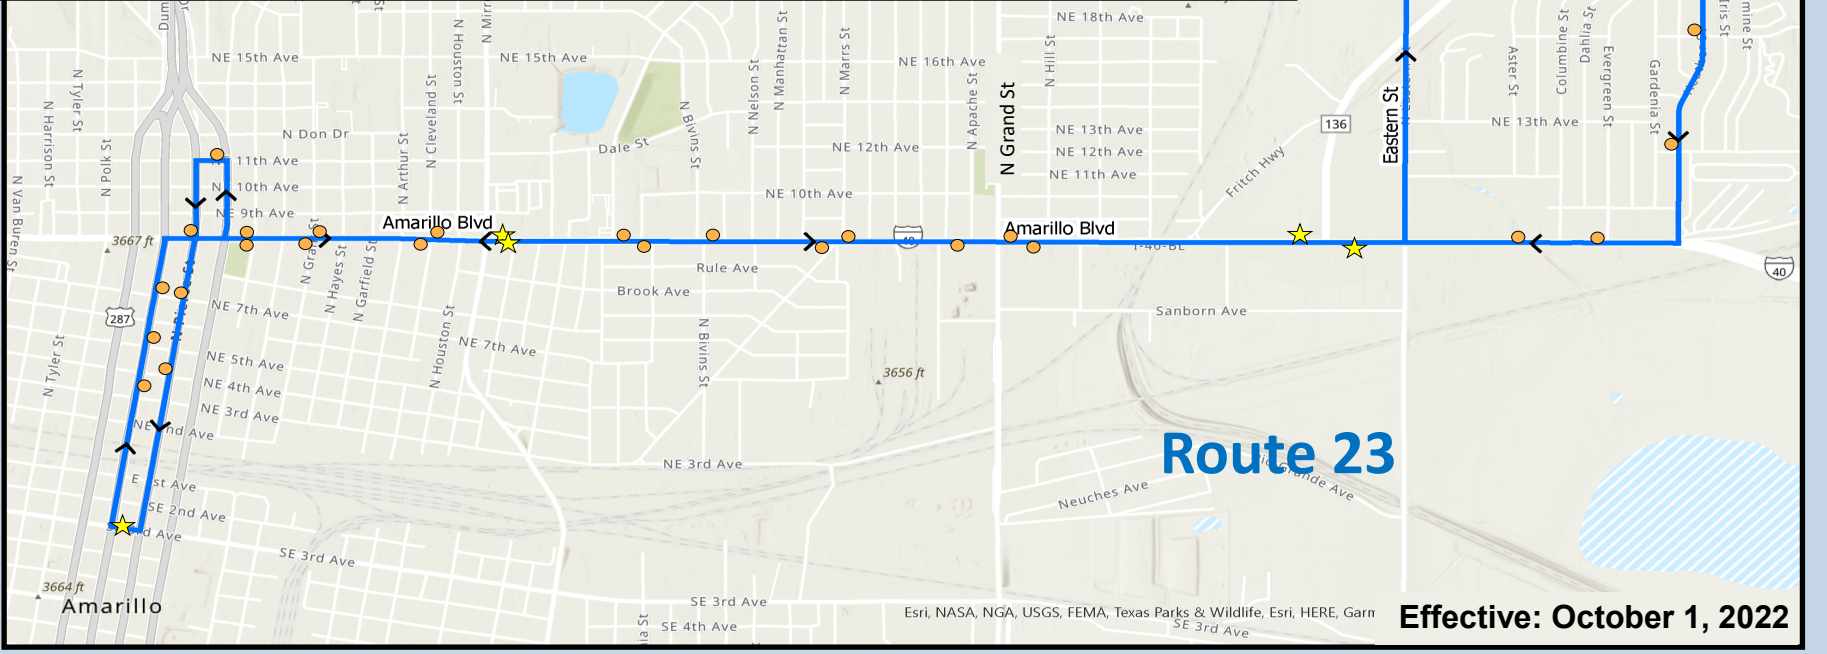 NE 18th Ave
NE 15th Ave
NE 15th Ave
NE 16th Ave
N Houston St
N Mirr
N Manhattan St
N Marrs St
N Hill St
N Tyler St
N Harrison St
N Polk St
N Van Buren St
N Don Dr
N Cleveland St
N Arthur St
N Bivins St
N Nelson St
N Apache St
N Grand St
Dale St
NE 12th Ave
NE 13th Ave
NE 12th Ave
NE 11th Ave
136
Eastern St
Fritch Hwy
Aster St
Columbine St
Dahlia St
Evergreen St
Gardenia St
Iris St
mine St
NE 13th Ave
11th Ave
10th Ave
NE 9th Ave
NE 10th Ave
Amarillo Blvd
Amarillo Blvd
I-40-BL
40
3667 ft
N Hayes St
N Garfield St
Rule Ave
Brook Ave
287
NE 7th Ave
NE 7th Ave
N Houston St
N Bivins St
Sanborn Ave
N Tyler St
NE 5th Ave
NE 4th Ave
NE 3rd Ave
3656 ft
NE 3rd Ave
Route 23
Neuches Ave
SE 2nd Ave
SE 3rd Ave
3664 ft
Amarillo
SE 3rd Ave
SE 4th Ave
SE 3rd Ave
Esri, NASA, NGA, USGS, FEMA, Texas Parks & Wildlife, Esri, HERE, Garm
Effective: October 1, 2022